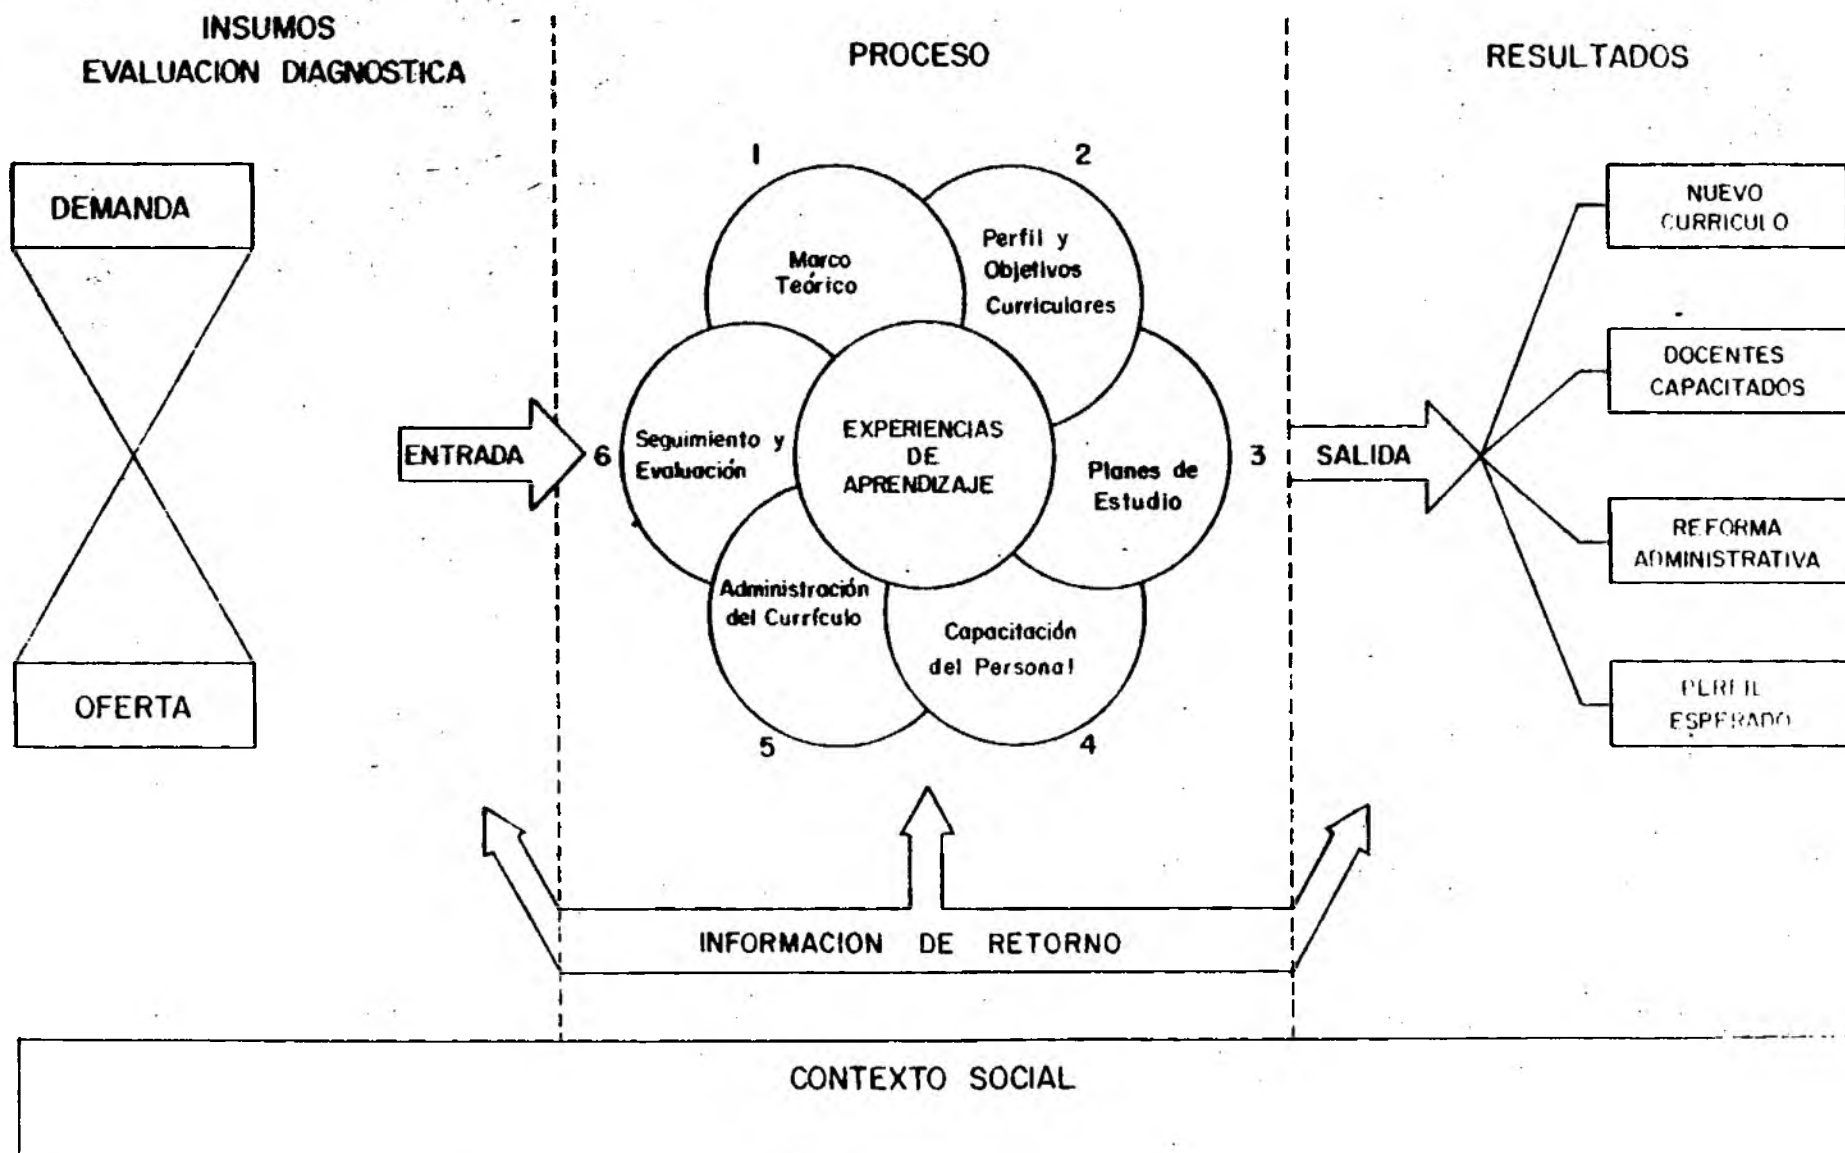 INSUMOS
EVALUACION DIAGNOSTICA
PROCESO
RESULTADOS
DEMANDA
OFERTA
ENTRADA
1
Marco
Teórico
2
Perfil y
Objetivos
Curriculares
3
Planes de
Estudio
4
Capacitación
del Personal
5
Administración
del Currículo
6
Seguimiento y
Evaluación
EXPERIENCIAS
DE
APRENDIZAJE
SALIDA
NUEVO
CURRICULO
DOCENTES
CAPACITADOS
REFORMA
ADMINISTRATIVA
PERFIL
ESPERADO
INFORMACION DE RETORNO
CONTEXTO SOCIAL